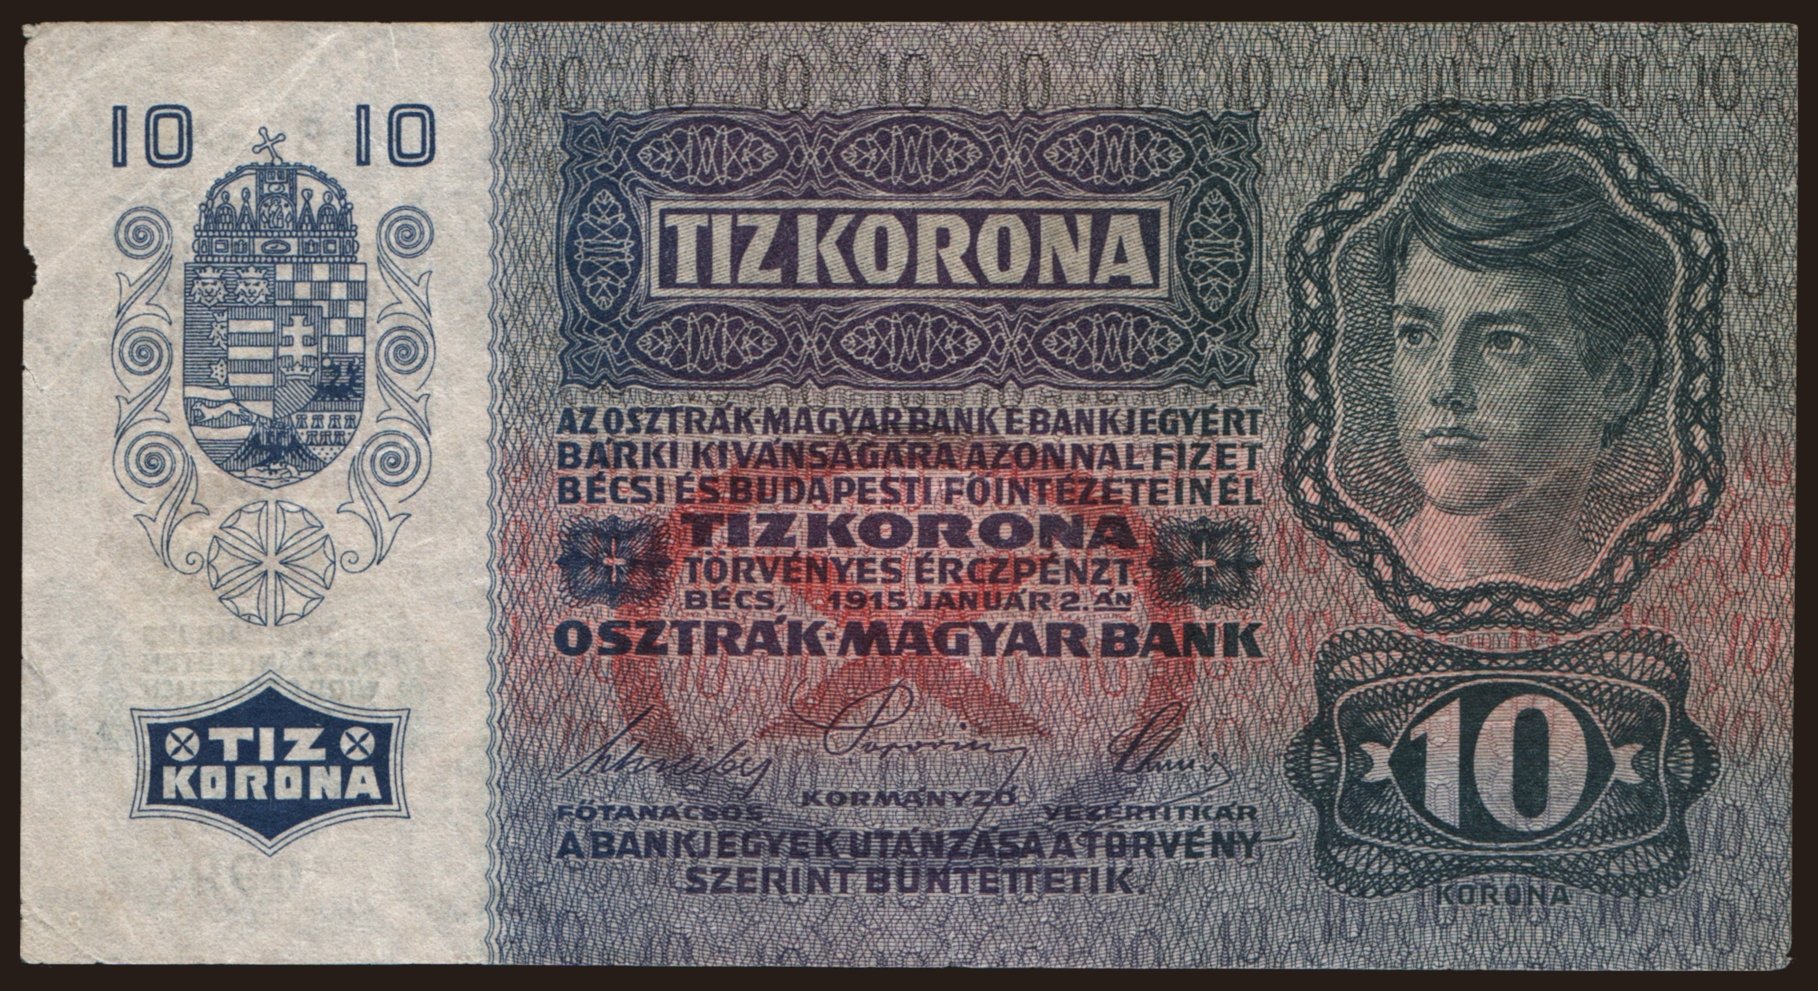 10 10
TIZ KORONA
AZ OSZTRÁK-MAGYAR BANK E BANKJEGYÉRT
BÁRKI KIVÁNSÁGÁRA AZONNAL FIZET
BÉCSI ÉS BUDAPESTI FŐINTÉZETEINÉL
TIZ KORONA
TÖRVÉNYES ÉRCZPÉNZT.
BÉCS, 1915 JANUÁR 2.ÁN
OSZTRÁK-MAGYAR BANK
FŐTANÁCSOS KORMÁNYZÓ VEZÉRTITKÁR
A BANKJEGYEK UTÁNZÁSA A TÖRVÉNY
SZERINT BÜNTETTETIK.
TIZ
KORONA
10
KORONA